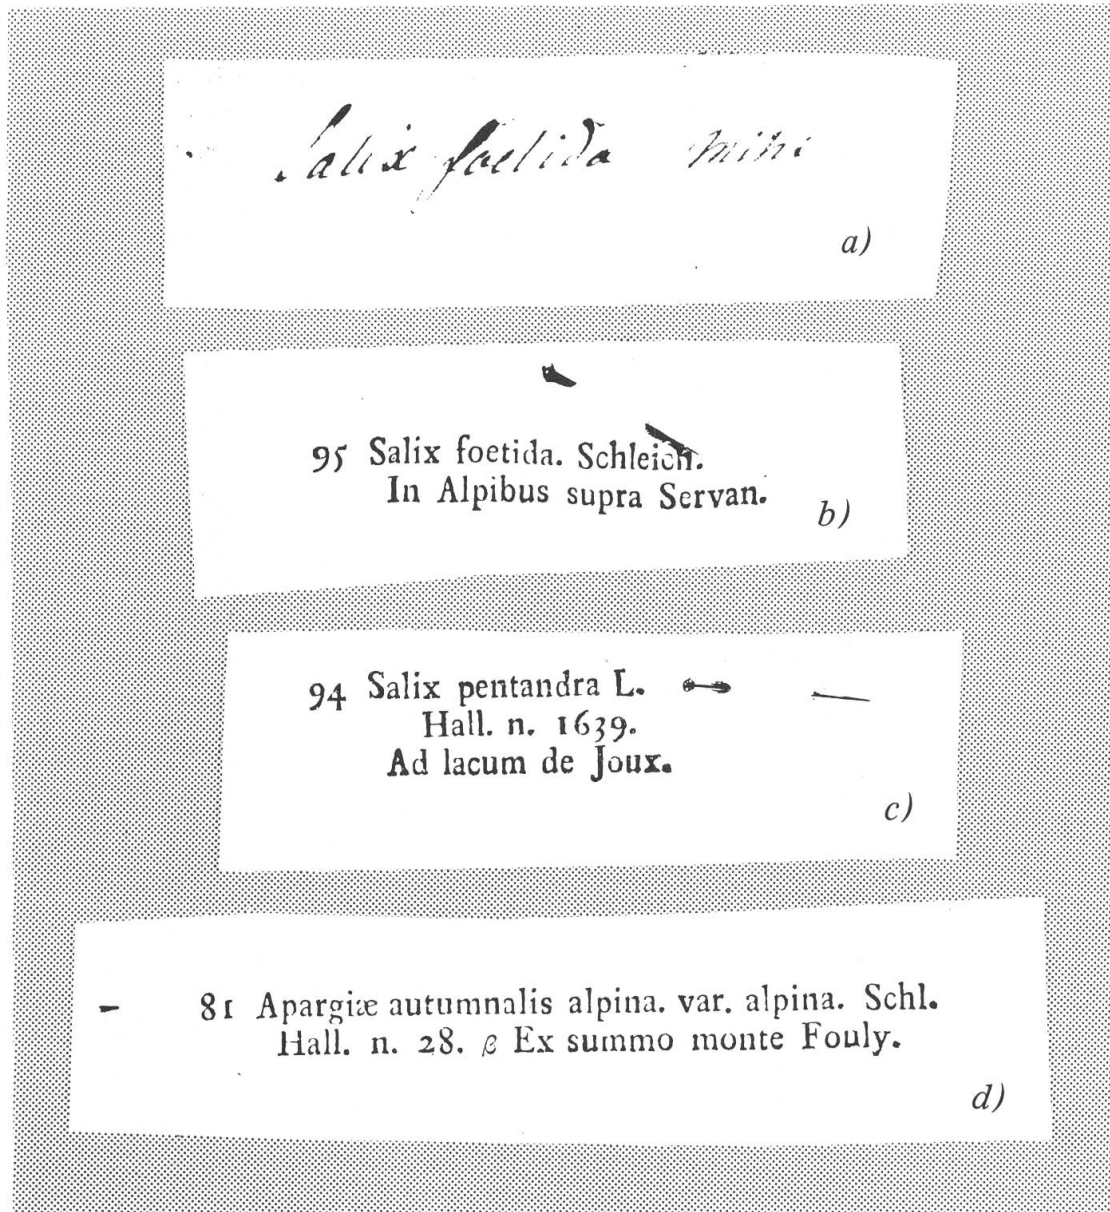 Salix foetida mihi
a)
95 Salix foetida. Schleich.
In Alpibus supra Servan.
b)
94 Salix pentandra L.
Hall. n. 1639.
Ad lacum de Joux.
c)
81 Apargiæ autumnalis alpina. var. alpina. Schl.
Hall. n. 28. β Ex summo monte Fouly.
d)